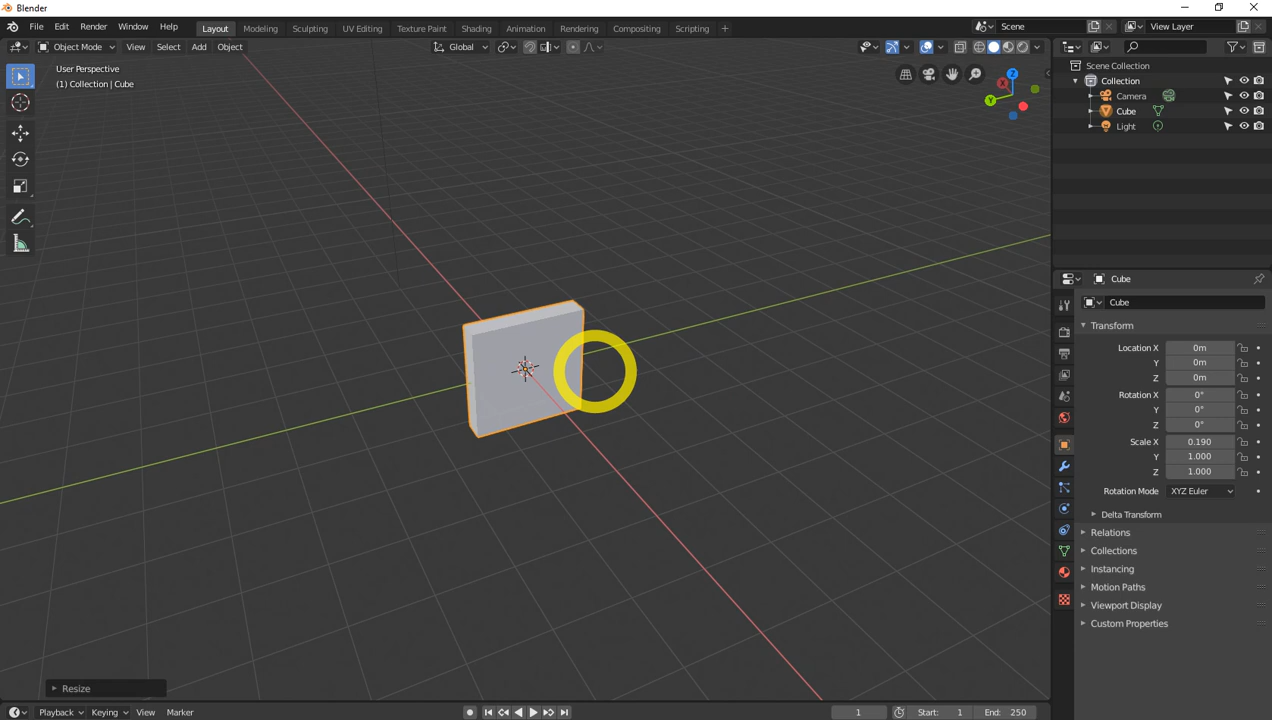 Blender
File Edit Render Window Help Layout Modeling Sculpting UV Editing Texture Paint Shading Animation Rendering Compositing Scripting + Scene View Layer
Object Mode View Select Add Object Global
User Perspective
(1) Collection | Cube
Z
X
Y
Scene Collection
Collection
Camera
Cube
Light
Cube
Cube
Transform
Location X 0m
Y 0m
Z 0m
Rotation X 0°
Y 0°
Z 0°
Scale X 0.190
Y 1.000
Z 1.000
Rotation Mode XYZ Euler
Delta Transform
Relations
Collections
Instancing
Motion Paths
Viewport Display
Custom Properties
Resize
Playback Keying View Marker 1 Start: 1 End: 250